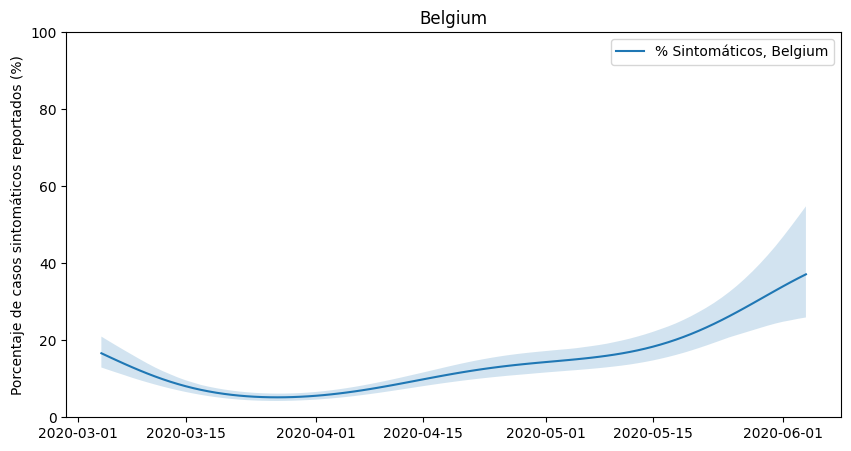 Belgium
% Sintomáticos, Belgium
Porcentaje de casos sintomáticos reportados (%)
100
80
60
40
20
0
2020-03-01 2020-03-15 2020-04-01 2020-04-15 2020-05-01 2020-05-15 2020-06-01